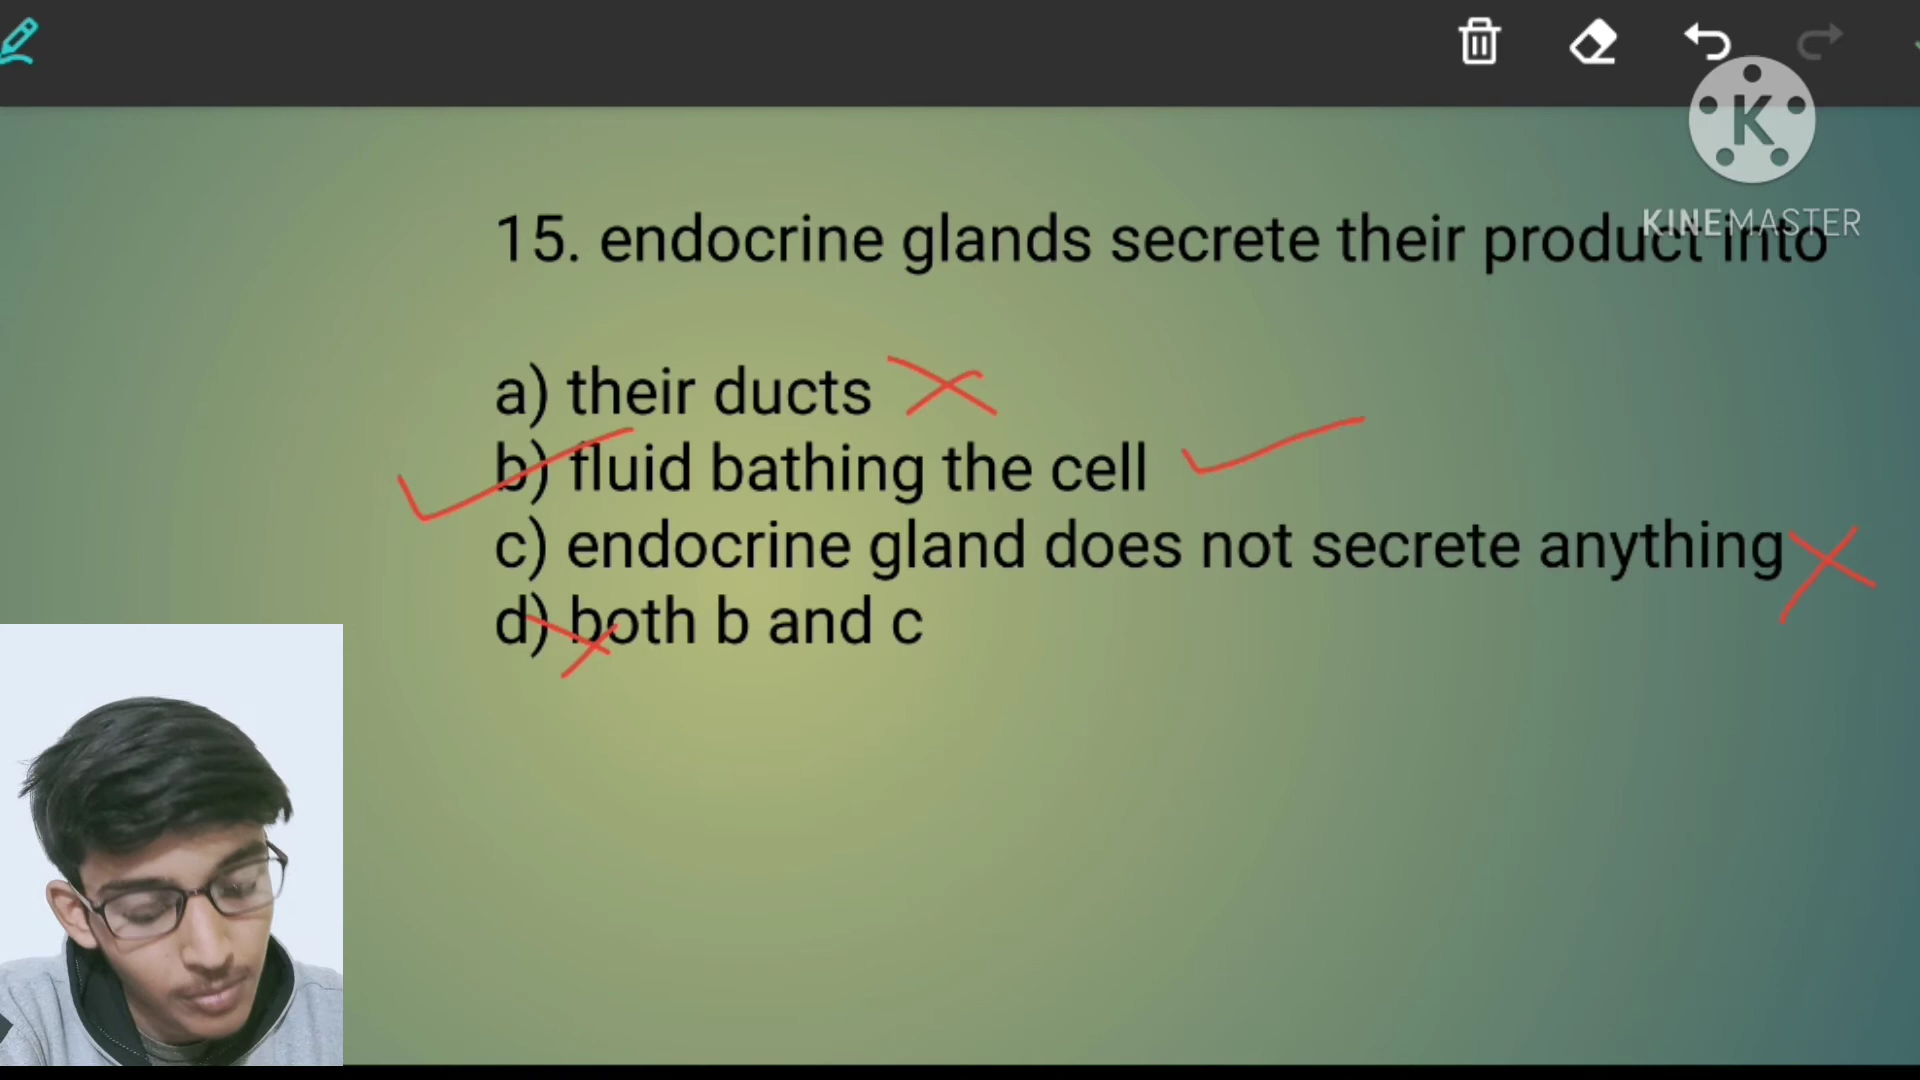 K
KINEMASTER
15. endocrine glands secrete their product into
a) their ducts
b) fluid bathing the cell
c) endocrine gland does not secrete anything
d) both b and c